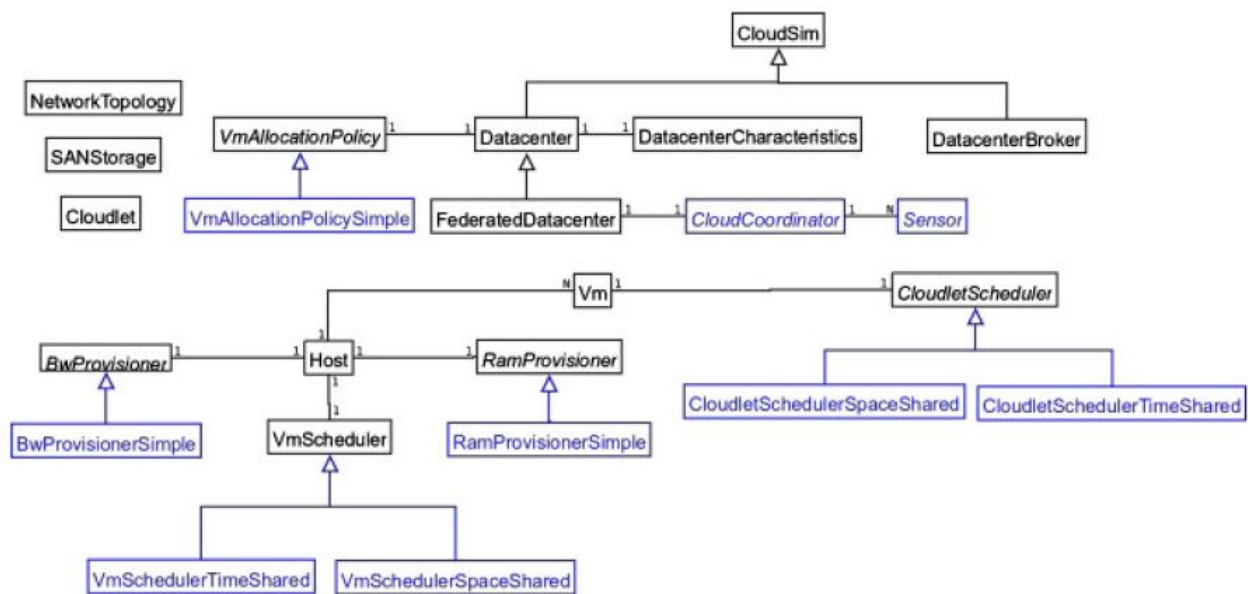 CloudSim
NetworkTopology
VmAllocationPolicy 1 1 Datacenter 1 1 DatacenterCharacteristics
DatacenterBroker
SANStorage
Cloudlet
VmAllocationPolicySimple
FederatedDatacenter 1 1 CloudCoordinator 1 N Sensor
N Vm 1 1 CloudletScheduler
1
BwProvisioner 1 1 Host 1 1 RamProvisioner
1
1
CloudletSchedulerSpaceShared
CloudletSchedulerTimeShared
BwProvisionerSimple
VmScheduler
RamProvisionerSimple
VmSchedulerTimeShared
VmSchedulerSpaceShared